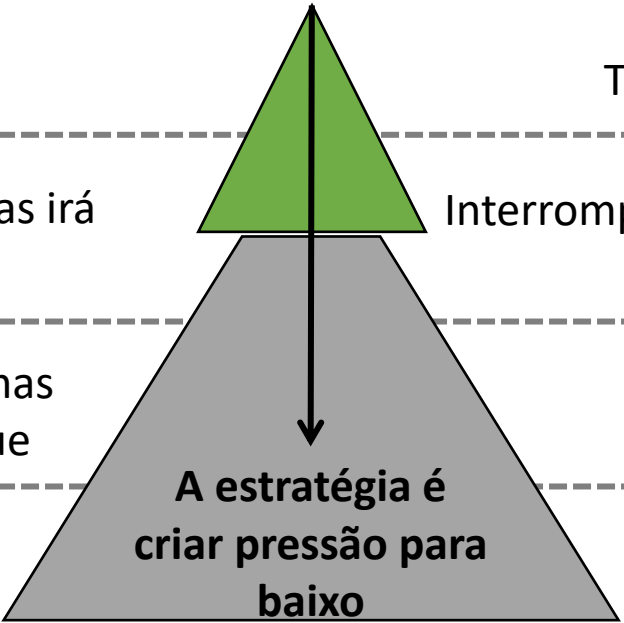 T
as irá
Interromp
nas
ue
A estratégia é
criar pressão para
baixo